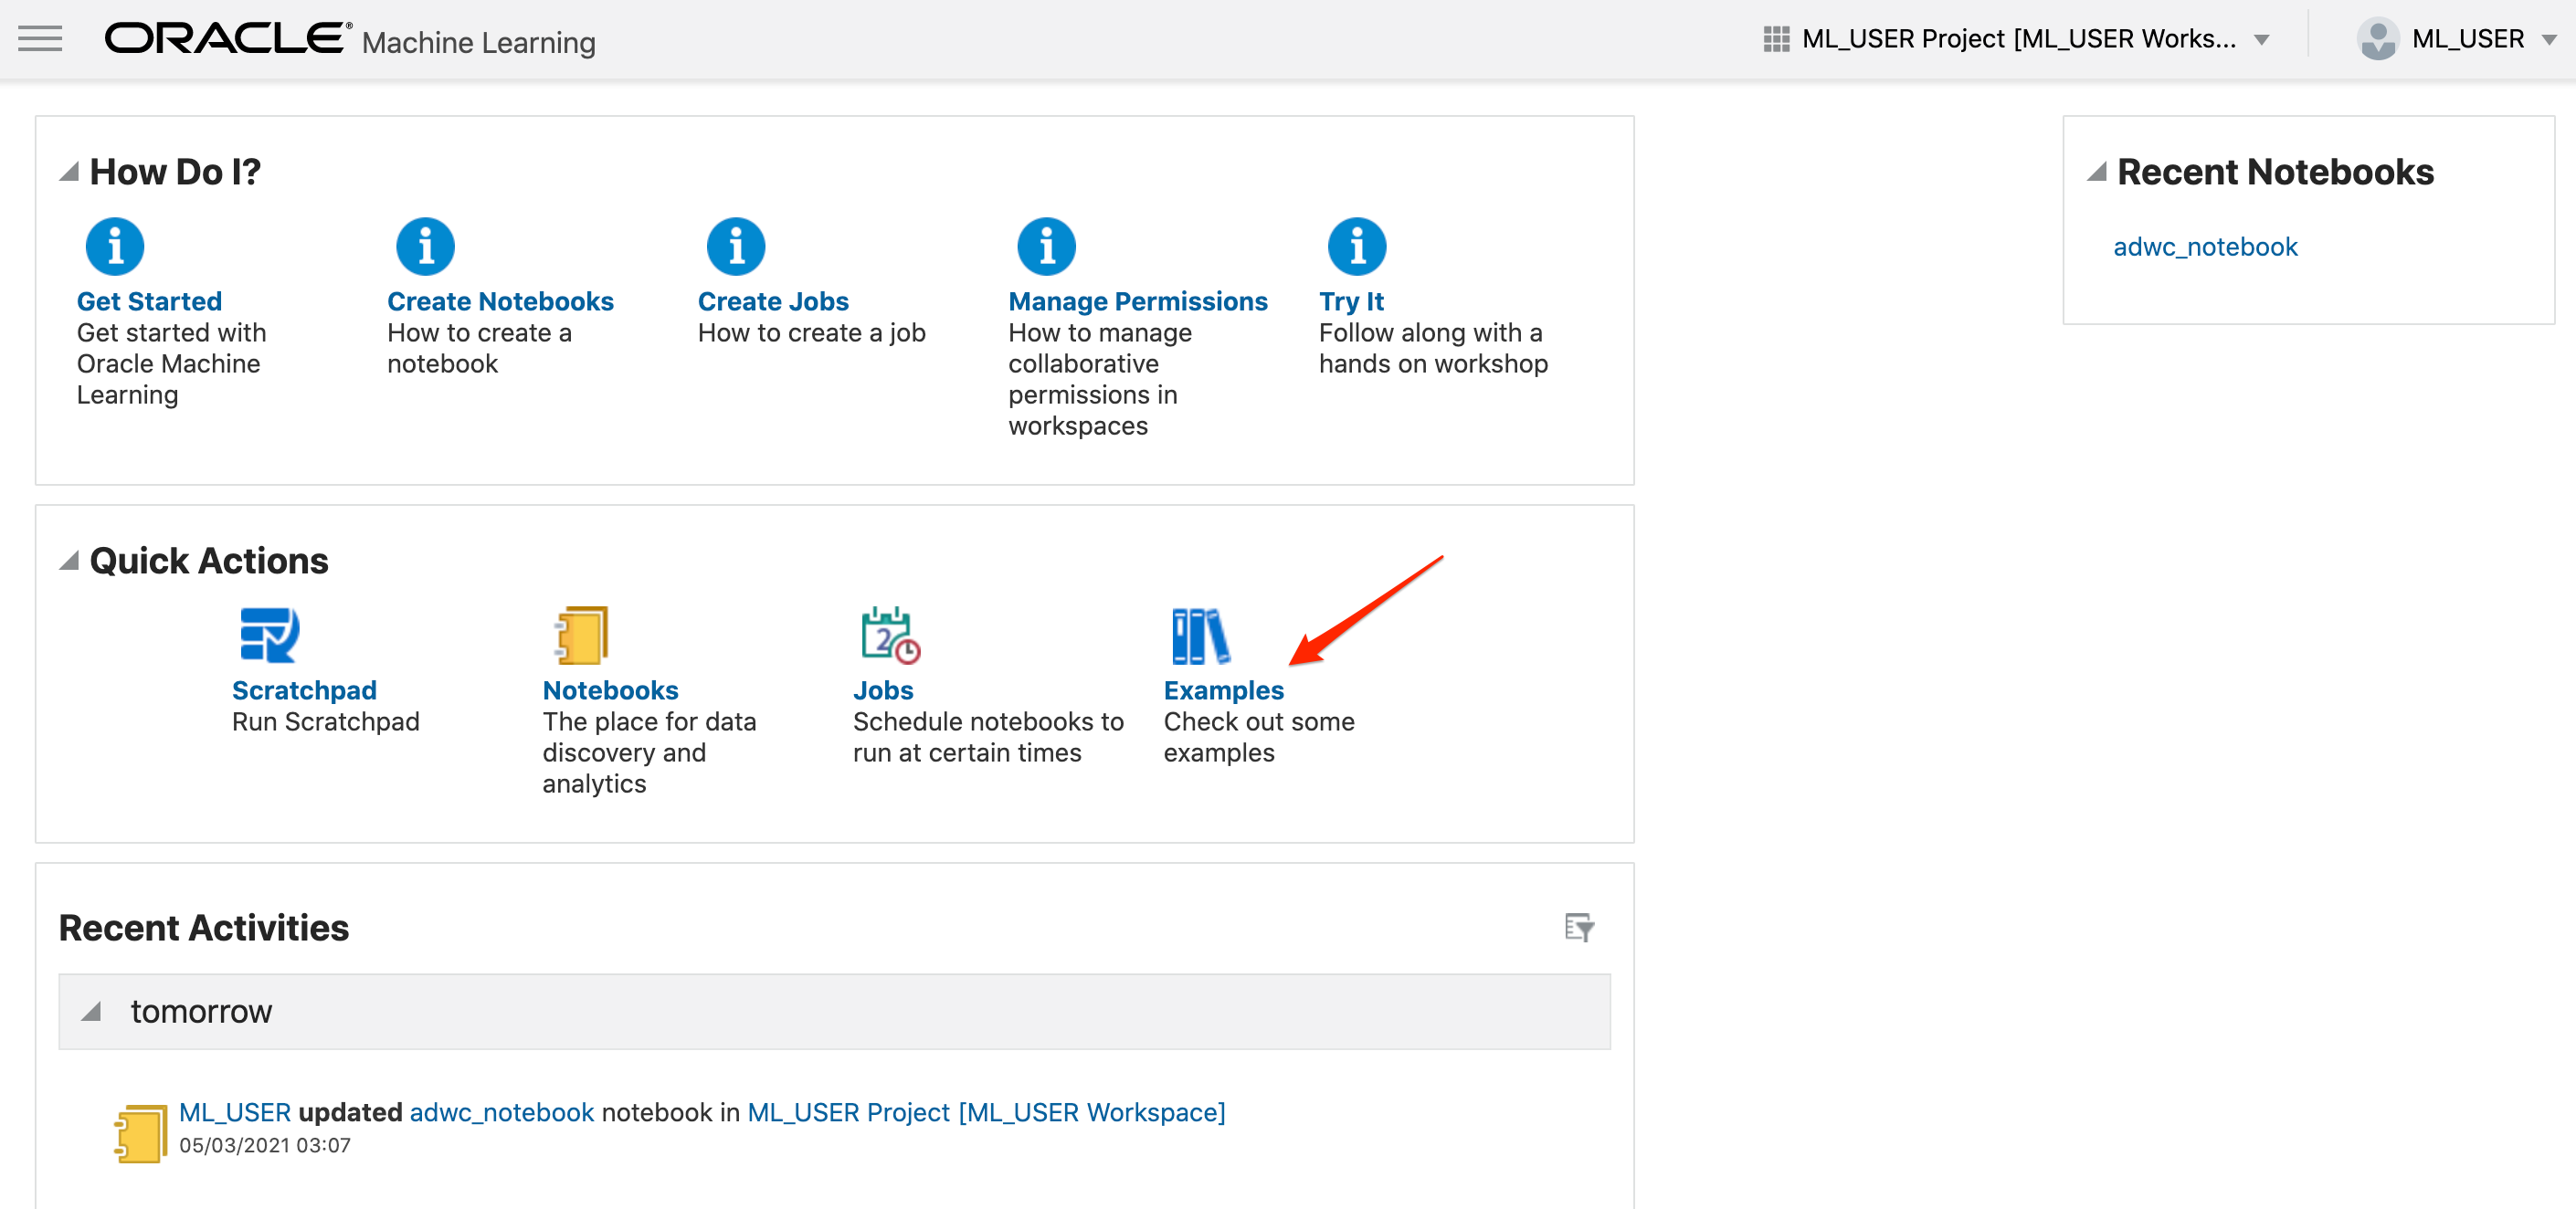 ORACLE® Machine Learning
ML_USER Project [ML_USER Works...
ML_USER
How Do I?
Get Started
Get started with
Oracle Machine
Learning
Create Notebooks
How to create a
notebook
Create Jobs
How to create a job
Manage Permissions
How to manage
collaborative
permissions in
workspaces
Try It
Follow along with a
hands on workshop
Recent Notebooks
adwc_notebook
Quick Actions
Scratchpad
Run Scratchpad
Notebooks
The place for data
discovery and
analytics
2
Jobs
Schedule notebooks to
run at certain times
Examples
Check out some
examples
Recent Activities
tomorrow
ML_USER updated adwc_notebook notebook in ML_USER Project [ML_USER Workspace]
05/03/2021 03:07